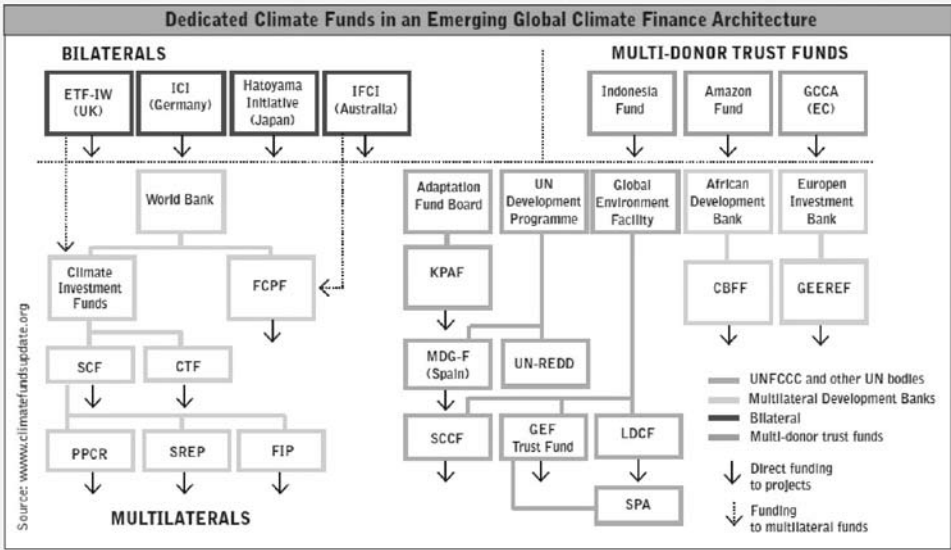 Dedicated Climate Funds in an Emerging Global Climate Finance Architecture
BILATERALS
MULTI-DONOR TRUST FUNDS
ETF-IW
(UK)
ICI
(Germany)
Hatoyama
Initiative
(Japan)
IFCI
(Australia)
Indonesia
Fund
Amazon
Fund
GCCA
(EC)
World Bank
Adaptation
Fund Board
UN
Development
Programme
Global
Environment
Facility
African
Development
Bank
Europen
Investment
Bank
Climate
Investment
Funds
FCPF
KPAF
CBFF
GEEREF
SCF
CTF
MDG-F
(Spain)
UN-REDD
PPCR
SREP
FIP
SCCF
GEF
Trust Fund
LDCF
SPA
MULTILATERALS
UNFCCC and other UN bodies
Multilateral Development Banks
Bilateral
Multi-donor trust funds
Direct funding
to projects
Funding
to multilateral funds
Source: www.climatefundsupdate.org